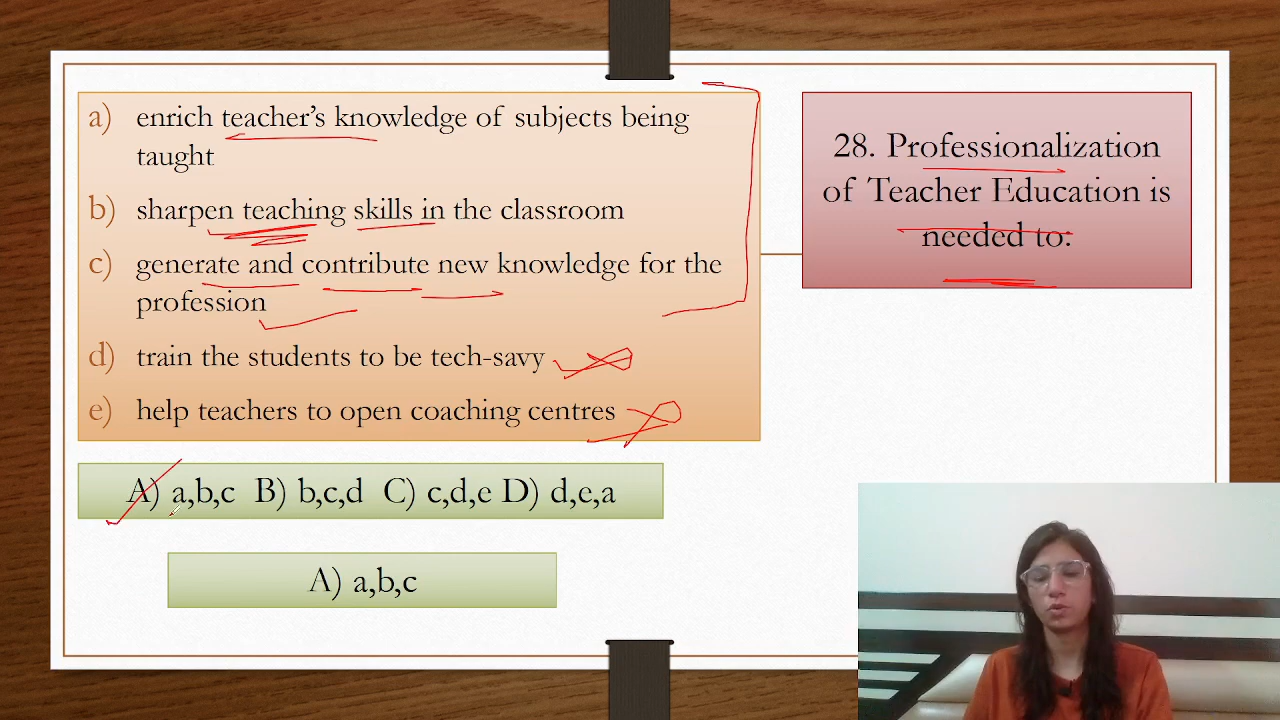 a) enrich teacher's knowledge of subjects being
taught
b) sharpen teaching skills in the classroom
c) generate and contribute new knowledge for the
profession
d) train the students to be tech-savy
e) help teachers to open coaching centres
28. Professionalization
of Teacher Education is
needed to:
A) a,b,c B) b,c,d C) c,d,e D) d,e,a
A) a,b,c